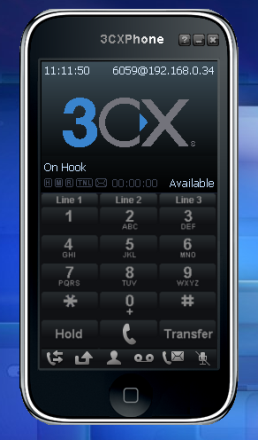 3CXPhone ? – x
11:11:50 6059@192.168.0.34
3CX
On Hook
TNL 00:00:00 Available
Line 1 Line 2 Line 3
1 2 3
ABC DEF
4 5 6
GHI JKL MNO
7 8 9
PQRS TUV WXYZ
* 0 #
+
Hold Transfer